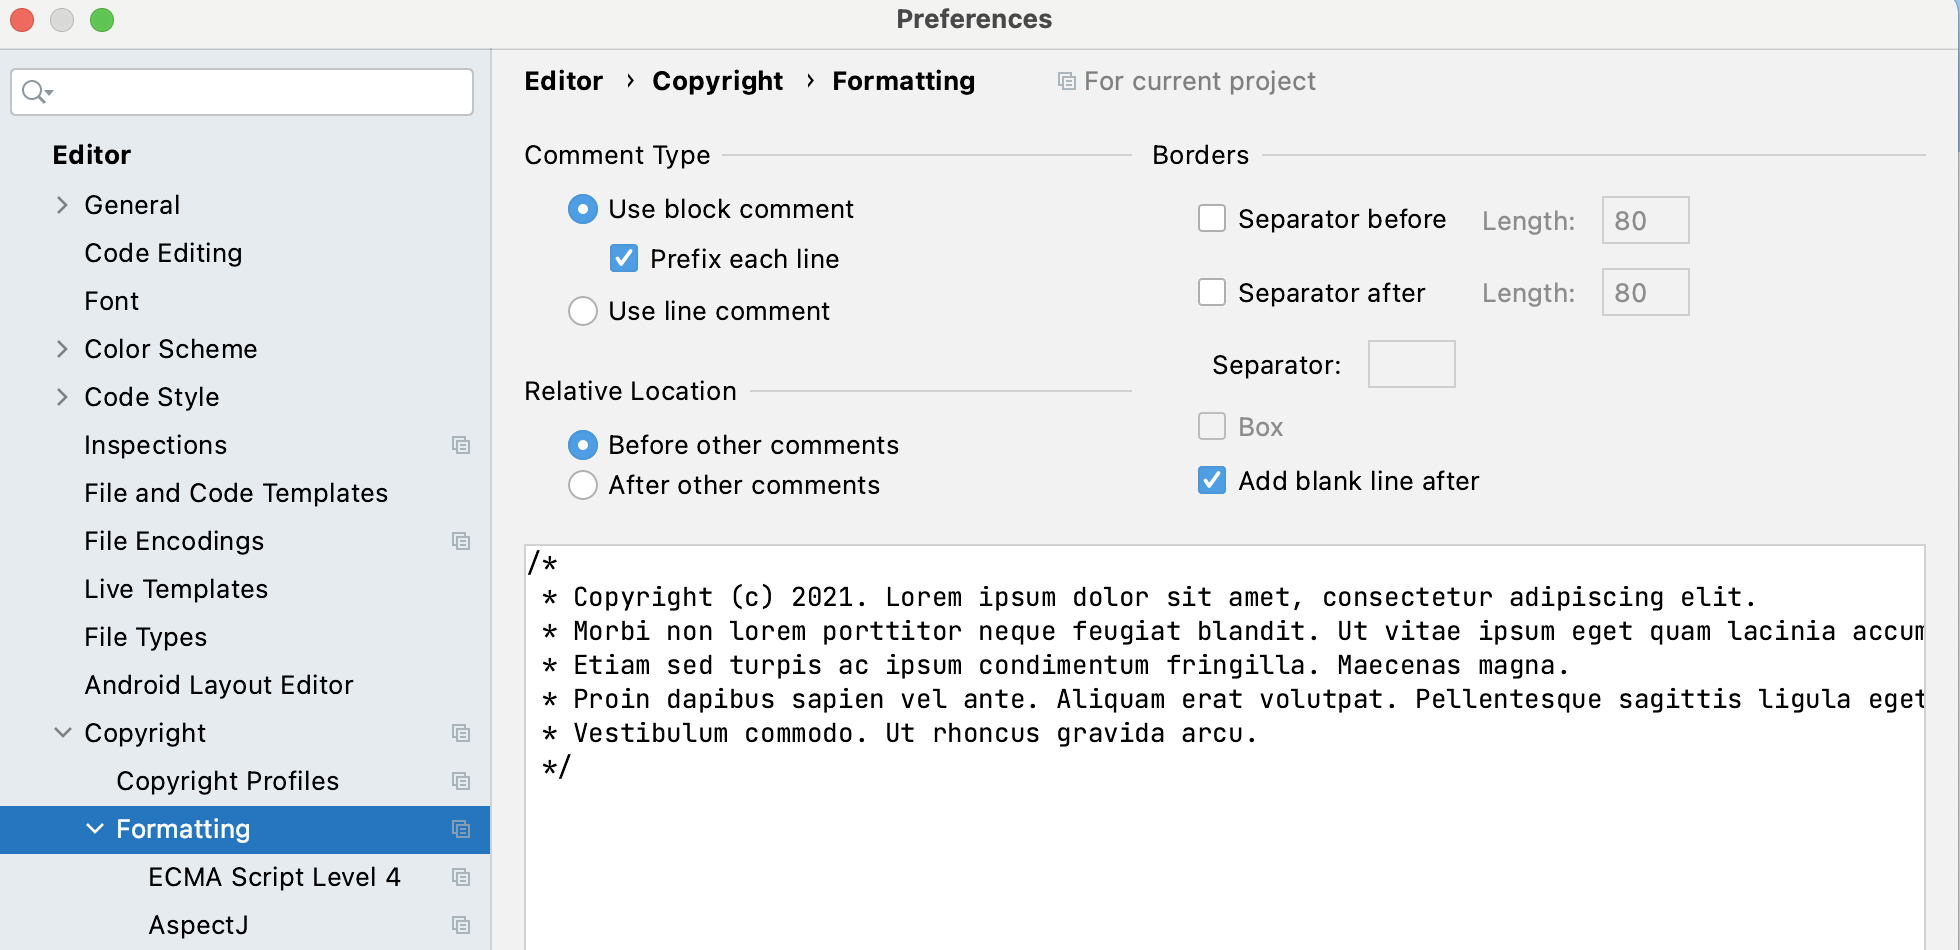 Preferences
Editor
General
Code Editing
Font
Color Scheme
Code Style
Inspections
File and Code Templates
File Encodings
Live Templates
File Types
Android Layout Editor
Copyright
Copyright Profiles
Formatting
ECMA Script Level 4
AspectJ
Editor › Copyright › Formatting For current project
Comment Type
Use block comment
Prefix each line
Use line comment
Relative Location
Before other comments
After other comments
Borders
Separator before Length: 80
Separator after Length: 80
Separator:
Box
Add blank line after
/*
* Copyright (c) 2021. Lorem ipsum dolor sit amet, consectetur adipiscing elit.
* Morbi non lorem porttitor neque feugiat blandit. Ut vitae ipsum eget quam lacinia accum
* Etiam sed turpis ac ipsum condimentum fringilla. Maecenas magna.
* Proin dapibus sapien vel ante. Aliquam erat volutpat. Pellentesque sagittis ligula eget
* Vestibulum commodo. Ut rhoncus gravida arcu.
*/